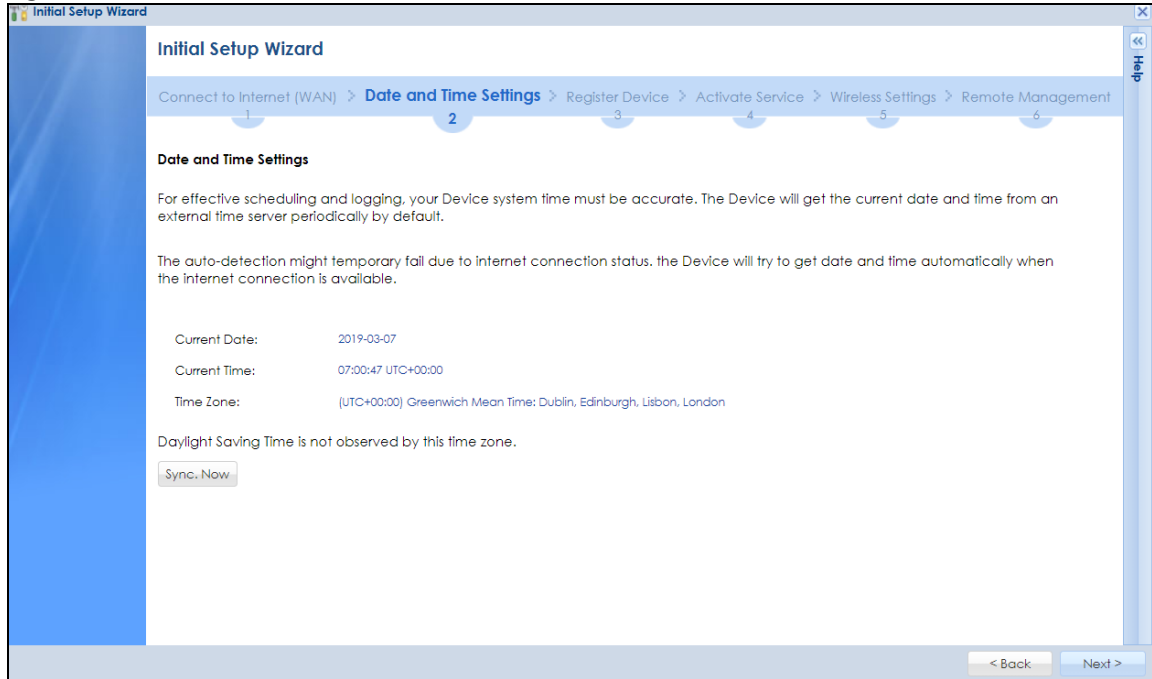 Initial Setup Wizard
Initial Setup Wizard
Help
Connect to Internet (WAN) > Date and Time Settings > Register Device > Activate Service > Wireless Settings > Remote Management
1 2 3 4 5 6
Date and Time Settings
For effective scheduling and logging, your Device system time must be accurate. The Device will get the current date and time from an
external time server periodically by default.
The auto-detection might temporary fail due to internet connection status. the Device will try to get date and time automatically when
the internet connection is available.
Current Date: 2019-03-07
Current Time: 07:00:47 UTC+00:00
Time Zone: (UTC+00:00) Greenwich Mean Time: Dublin, Edinburgh, Lisbon, London
Daylight Saving Time is not observed by this time zone.
Sync. Now
< Back Next >